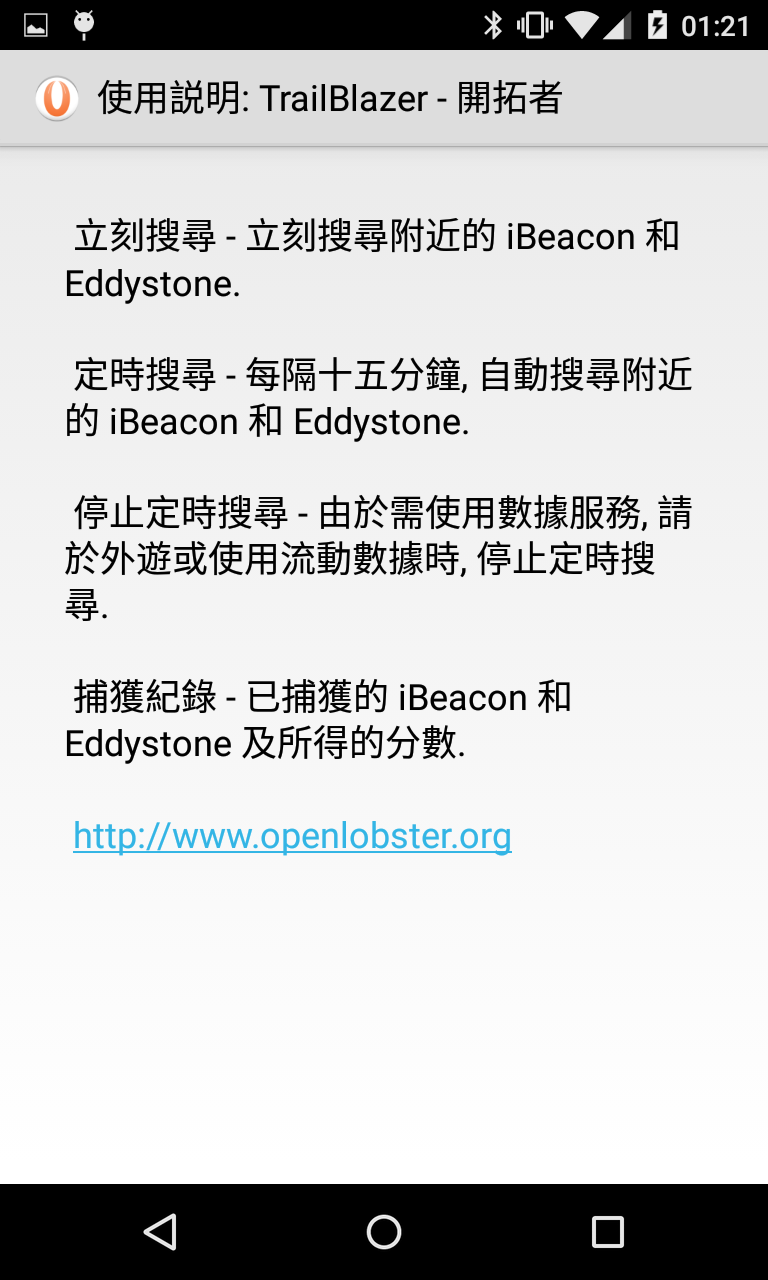 01:21
使用説明: TrailBlazer - 開拓者
立刻搜尋 - 立刻搜尋附近的 iBeacon 和
Eddystone.
定時搜尋 - 每隔十五分鐘, 自動搜尋附近
的 iBeacon 和 Eddystone.
停止定時搜尋 - 由於需使用數據服務, 請
於外遊或使用流動數據時, 停止定時搜
尋.
捕獲紀錄 - 已捕獲的 iBeacon 和
Eddystone 及所得的分數.
http://www.openlobster.org